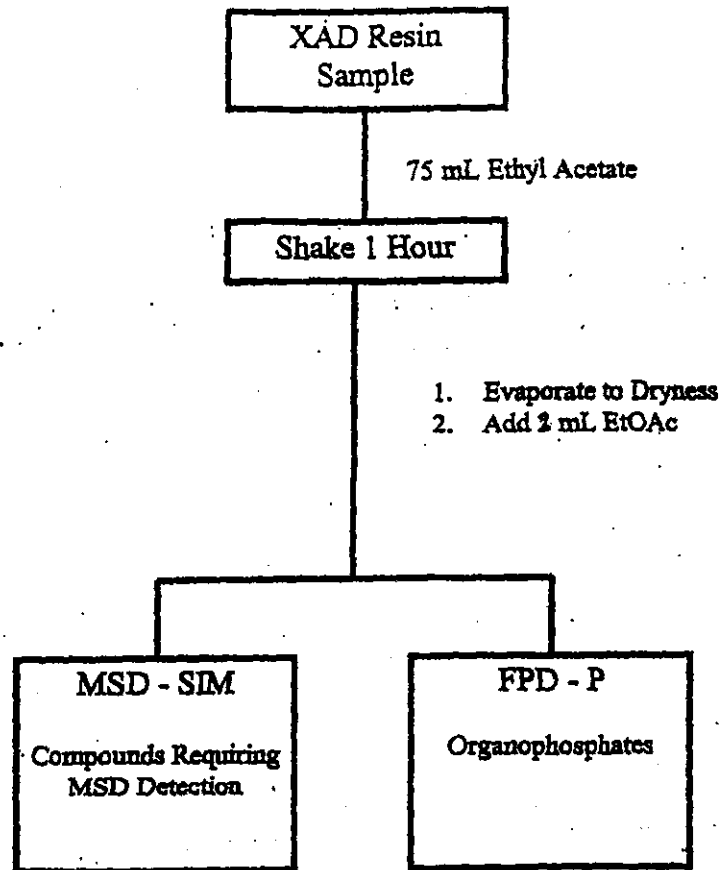 XAD Resin
Sample
75 mL Ethyl Acetate
Shake 1 Hour
1. Evaporate to Dryness
2. Add 2 mL EtOAc
MSD - SIM
Compounds Requiring
MSD Detection
FPD - P
Organophosphates